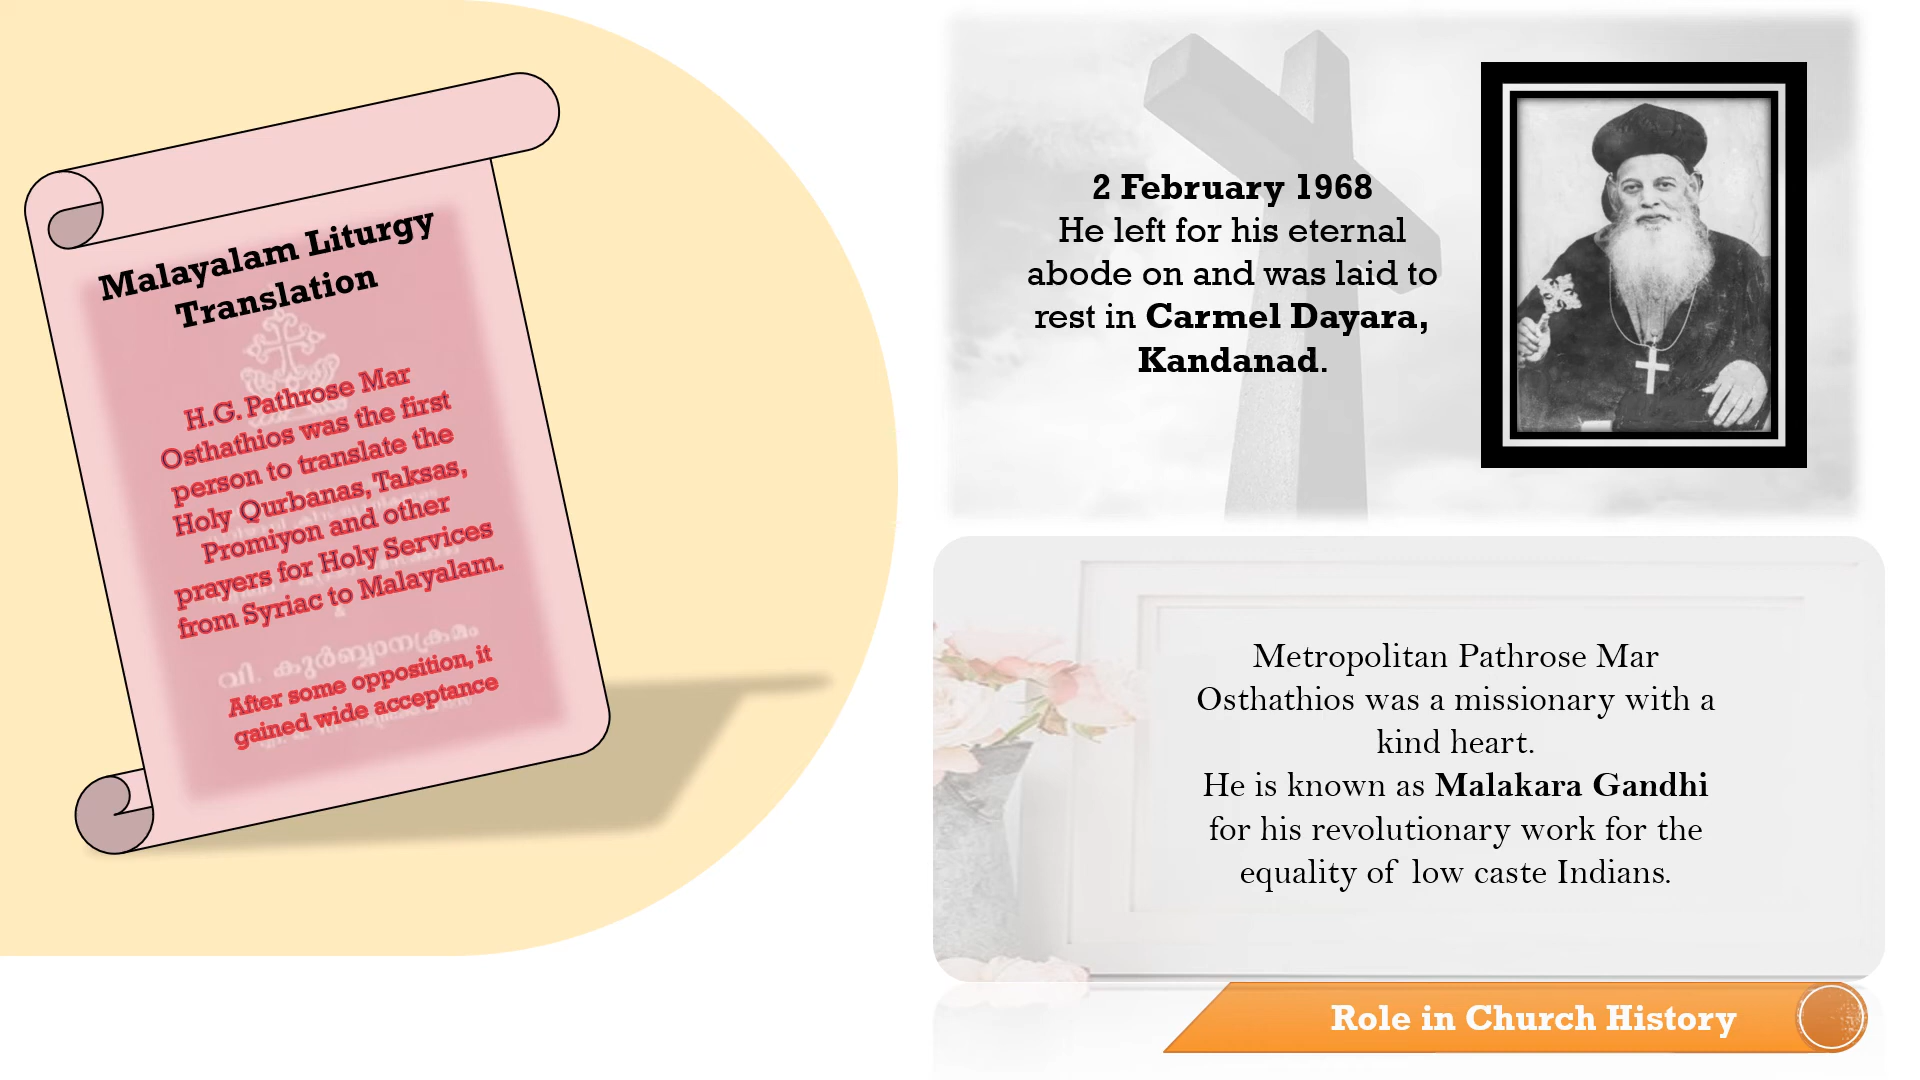 Malayalam Liturgy
Translation
H.G. Pathrose Mar
Osthathios was the first
person to translate the
Holy Qurbanas, Taksas,
Promiyon and other
prayers for Holy Services
from Syriac to Malayalam.
വി. കുർബ്ബാനക്രമം
After some opposition, it
gained wide acceptance
2 February 1968
He left for his eternal
abode on and was laid to
rest in Carmel Dayara,
Kandanad.
Metropolitan Pathrose Mar
Osthathios was a missionary with a
kind heart.
He is known as Malakara Gandhi
for his revolutionary work for the
equality of  low caste Indians.
Role in Church History